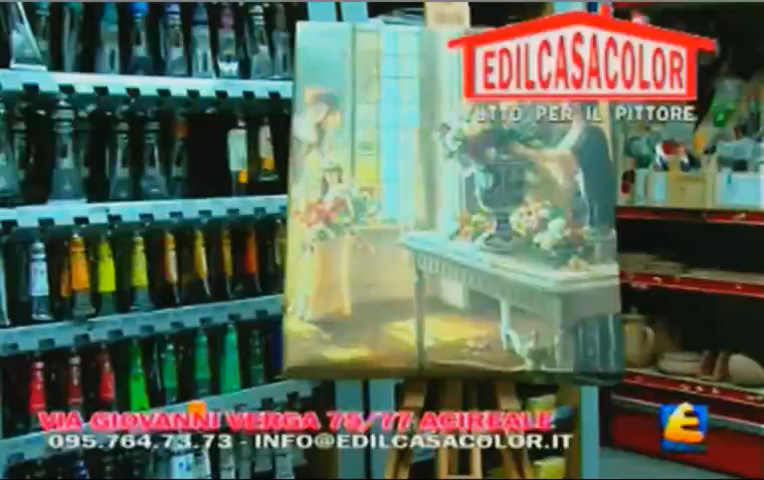 EDILCASACOLOR
TUTTO PER IL PITTORE
VIA GIOVANNI VERGA 75/77 ACIREALE
095.764.73.73 - INFO@EDILCASACOLOR.IT
E